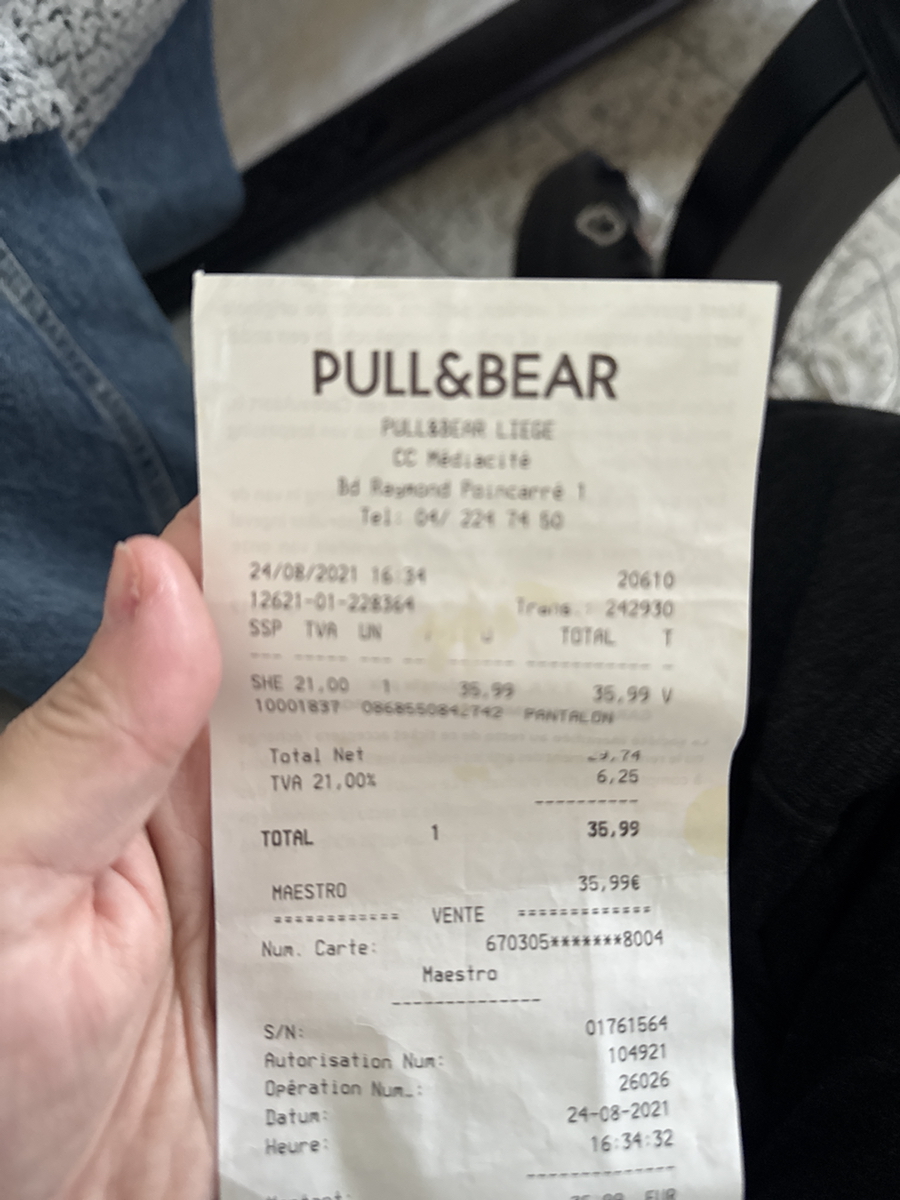 PULL&BEAR
PULL&BEAR LIEGE
CC Médiacité
Bd Raymond Poincarré 1
Tel: 04/ 224 74 50
24/08/2021 16:34 20610
12621-01-228364 Trans.: 242930
SSP TVA UN TOTAL T
--- ----- --- -- ------ ----------- -
SHE 21,00 1 35,99 35,99 V
10001837 0868550842742 PANTALON
Total Net
TVA 21,00% 6,25
----------
TOTAL 1 35,99
MAESTRO 35,99€
============ VENTE =============
Num. Carte: 670305*******8004
Maestro
--------------
S/N: 01761564
Autorisation Num: 104921
Opération Num.: 26026
Datum: 24-08-2021
Heure: 16:34:32
--------------